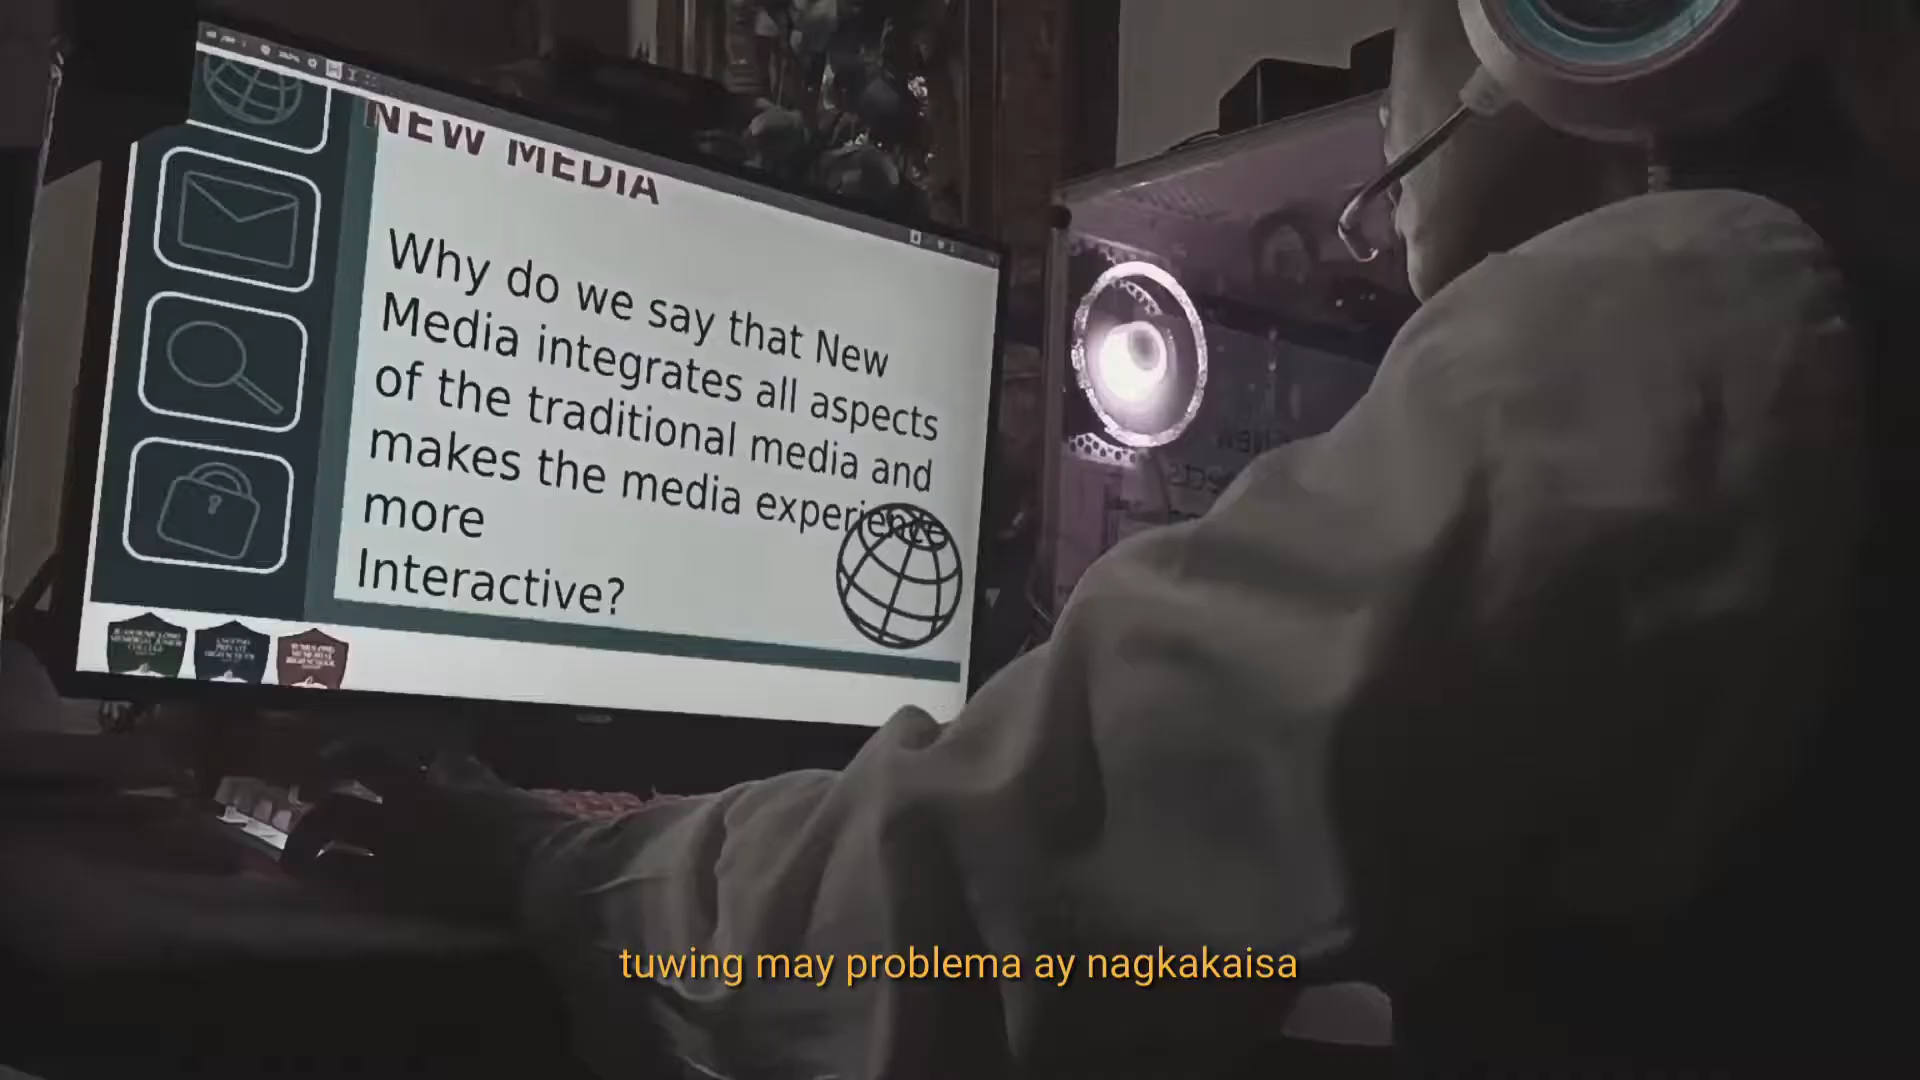 NEW MEDIA
Why do we say that New
Media integrates all aspects
of the traditional media and
makes the media experience
more
Interactive?
?
tuwing may problema ay nagkakaisa